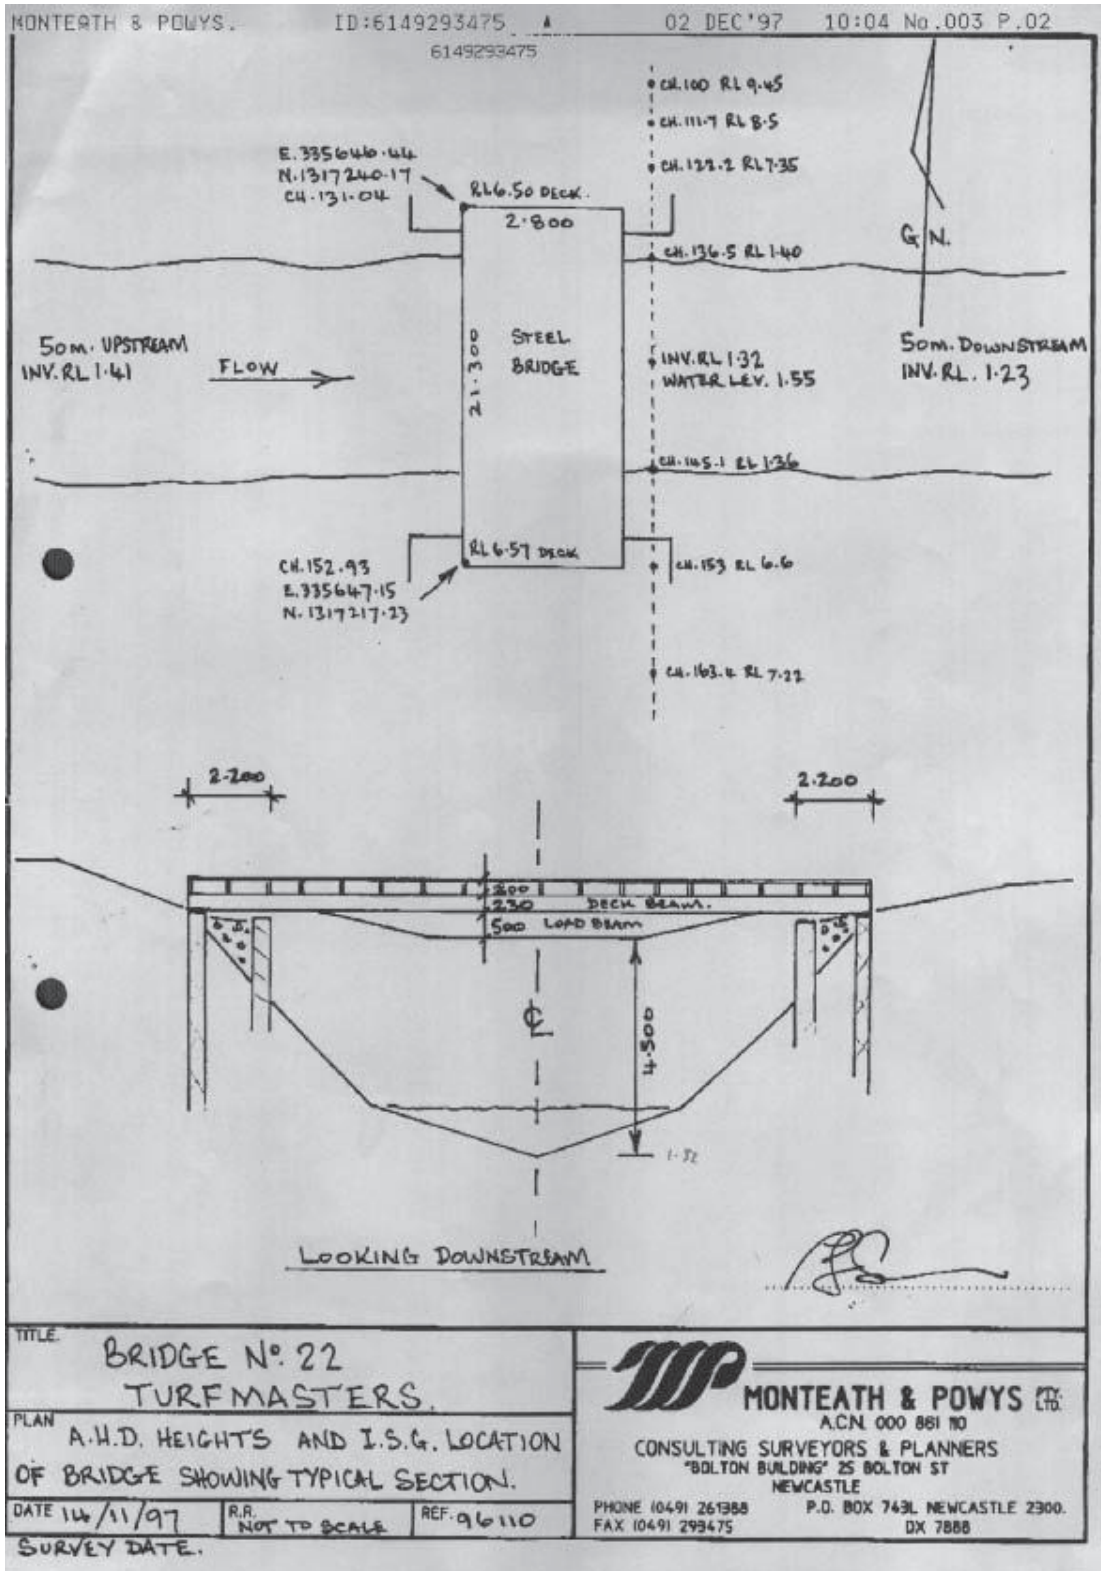 MONTEATH & POWYS. ID:6149293475 02 DEC'97 10:04 No.003 P.02
6149293475
CH.100 RL 9.45
CH.111.7 RL 8.5
CH.122.2 RL 7.35
E.335646.44
N.1317240.17
CH.131.04
RL 6.50 DECK.
2.800
G.N.
CH.136.5 RL 1.40
50m. UPSTREAM
INV. RL 1.41
FLOW
21.300
STEEL
BRIDGE
INV. RL 1.32
WATER LEV. 1.55
50m. DOWNSTREAM
INV. RL. 1.23
CH.145.1 RL 1.36
RL 6.57 DECK
CH.152.93
E.335647.15
N.1317217.23
CH.153 RL 6.6
CH.163.4 RL 7.22
2.200
2.200
200
230 DECK BEAM.
500 LOAD BEAM
℄
4.500
1.32
LOOKING DOWNSTREAM
TITLE.
BRIDGE Nº. 22
TURFMASTERS.
PLAN
A.H.D. HEIGHTS AND I.S.G. LOCATION
OF BRIDGE SHOWING TYPICAL SECTION.
DATE 14/11/97
R.R.
NOT TO SCALE
REF. 96110
SURVEY DATE.
MONTEATH & POWYS PTY. LTD.
A.C.N. 000 861 110
CONSULTING SURVEYORS & PLANNERS
"BOLTON BUILDING" 25 BOLTON ST
NEWCASTLE
PHONE (049) 261388 P.O. BOX 743L NEWCASTLE 2300.
FAX (049) 293475 DX 7888